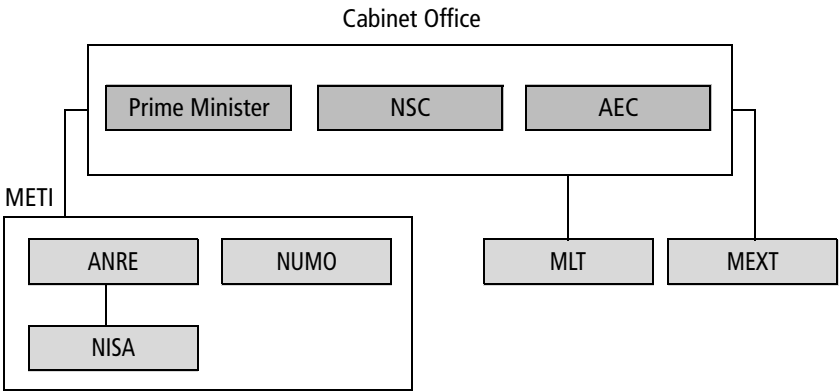 Cabinet Office
Prime Minister
NSC
AEC
METI
ANRE
NUMO
MLT
MEXT
NISA